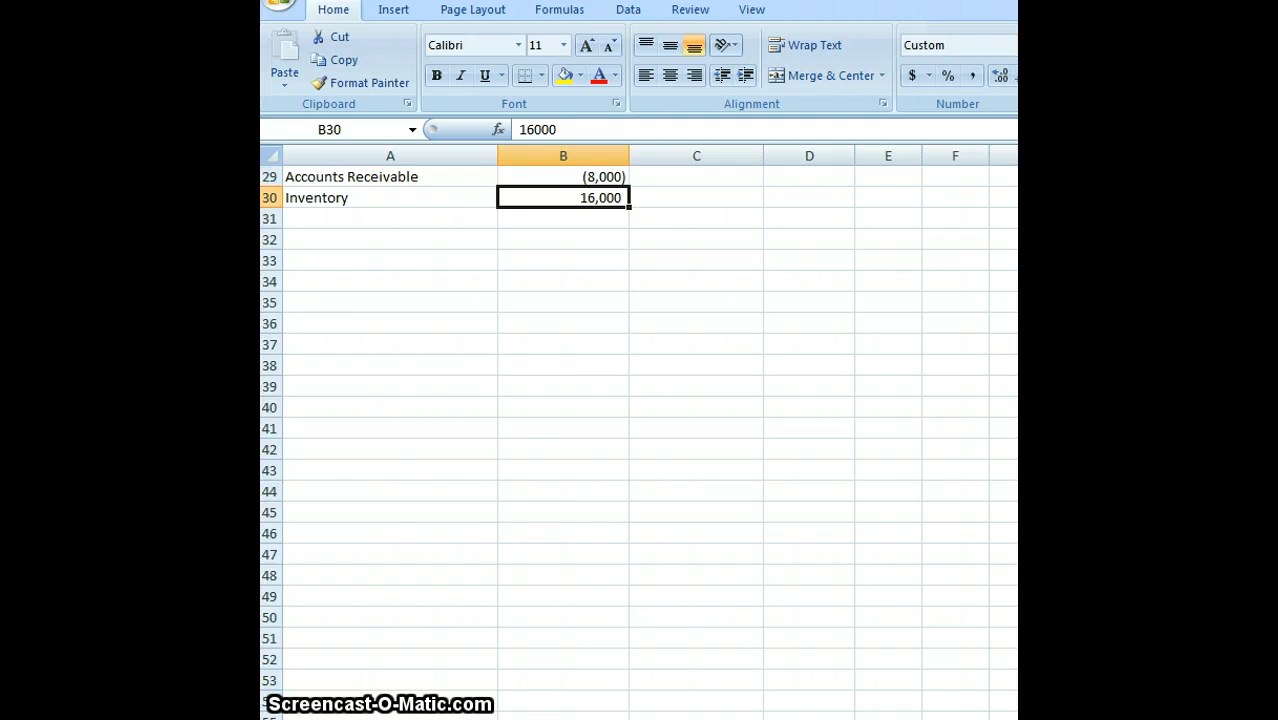 Home Insert Page Layout Formulas Data Review View
Cut
Copy
Format Painter
Paste
Clipboard
Calibri 11
A A
B I U A
Font
Wrap Text
Merge & Center
Alignment
Custom
$ % ,
Number
B30 fx 16000
A B C D E F
29 Accounts Receivable (8,000)
30 Inventory 16,000
31
32
33
34
35
36
37
38
39
40
41
42
43
44
45
46
47
48
49
50
51
52
53
Screencast-O-Matic.com